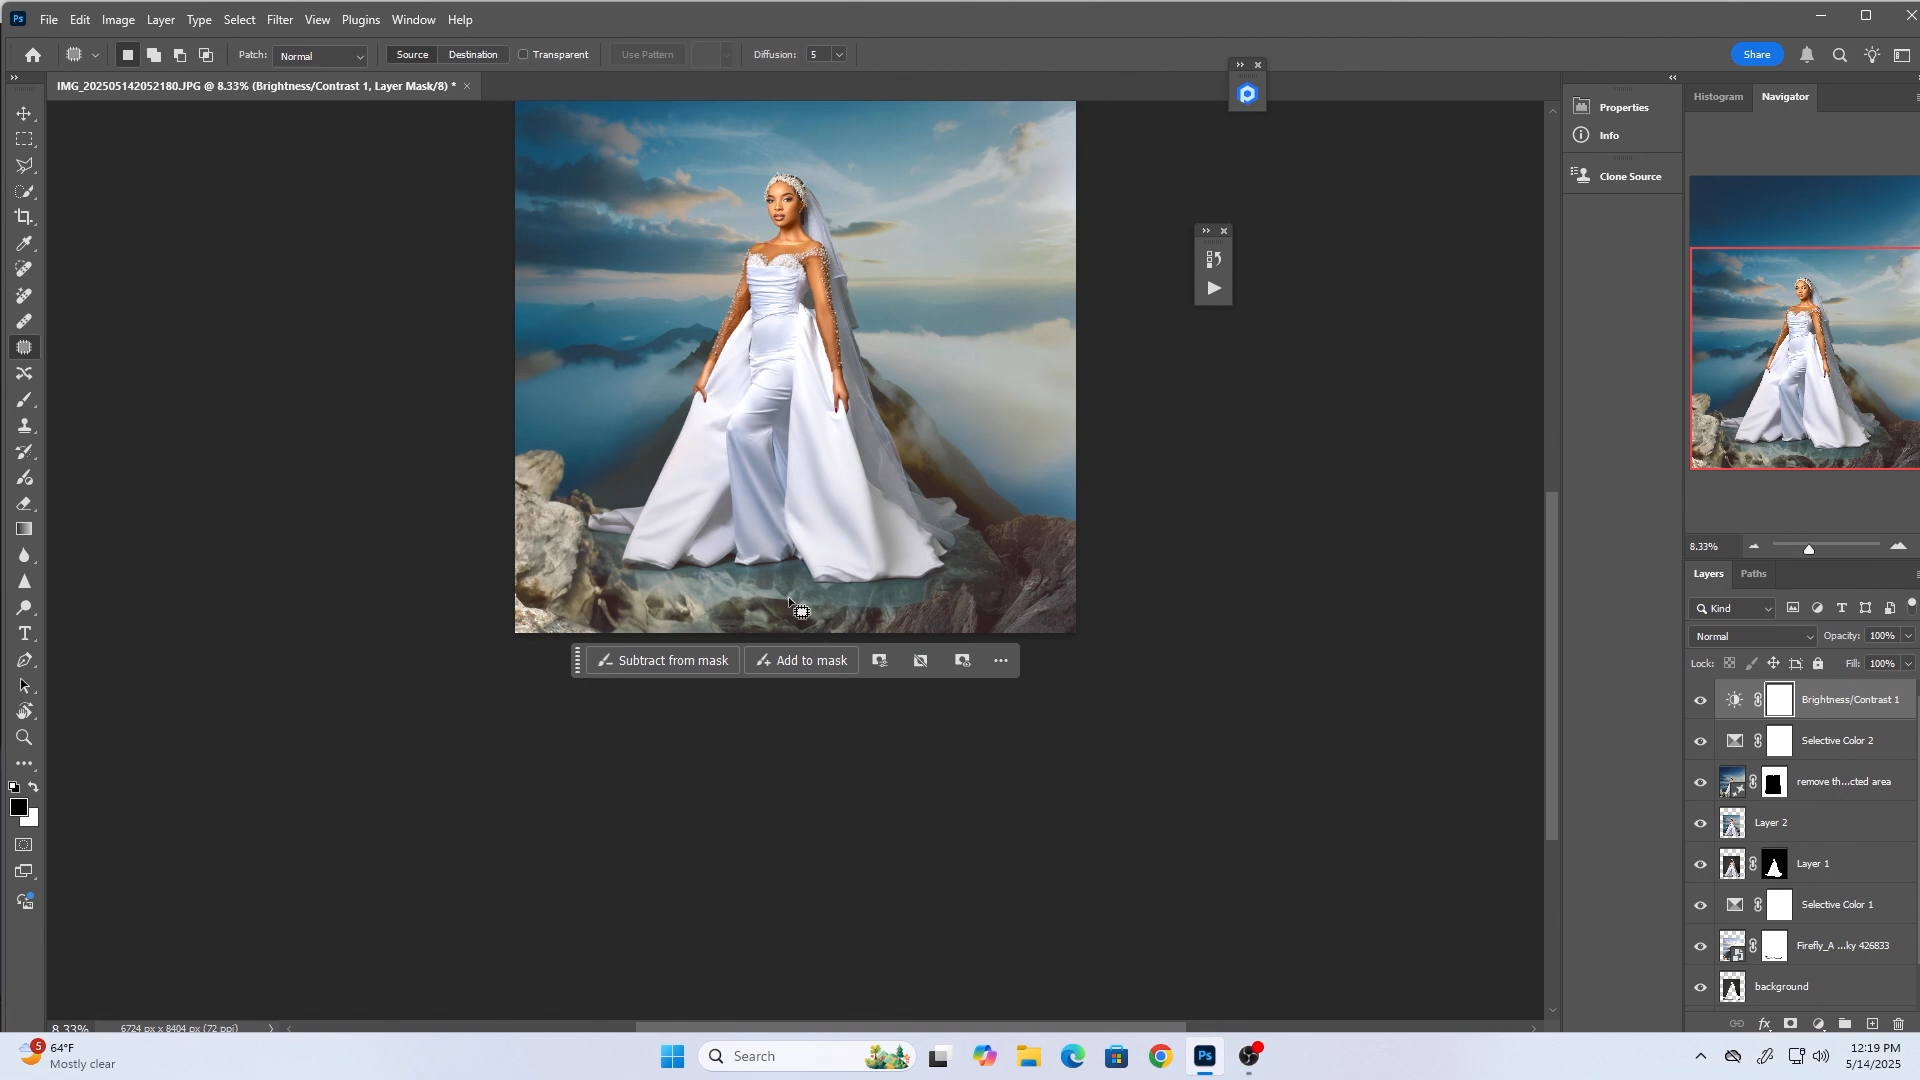 Ps File Edit Image Layer Type Select Filter View Plugins Window Help
Patch: Normal Source Destination Transparent Use Pattern Diffusion: 5 Share
IMG_202505142052180.JPG @ 8.33% (Brightness/Contrast 1, Layer Mask/8) *
Histogram Navigator
Properties
Info
Clone Source
8.33%
Layers Paths
Kind
Normal Opacity: 100%
Lock: Fill: 100%
Brightness/Contrast 1
Selective Color 2
remove th...cted area
Layer 2
Layer 1
Selective Color 1
Firefly_A ...ky 426833
background
Subtract from mask Add to mask
8.33% 6724 px x 8404 px (72 ppi)
5 64°F
Mostly clear
Search
Ps
12:19 PM
5/14/2025